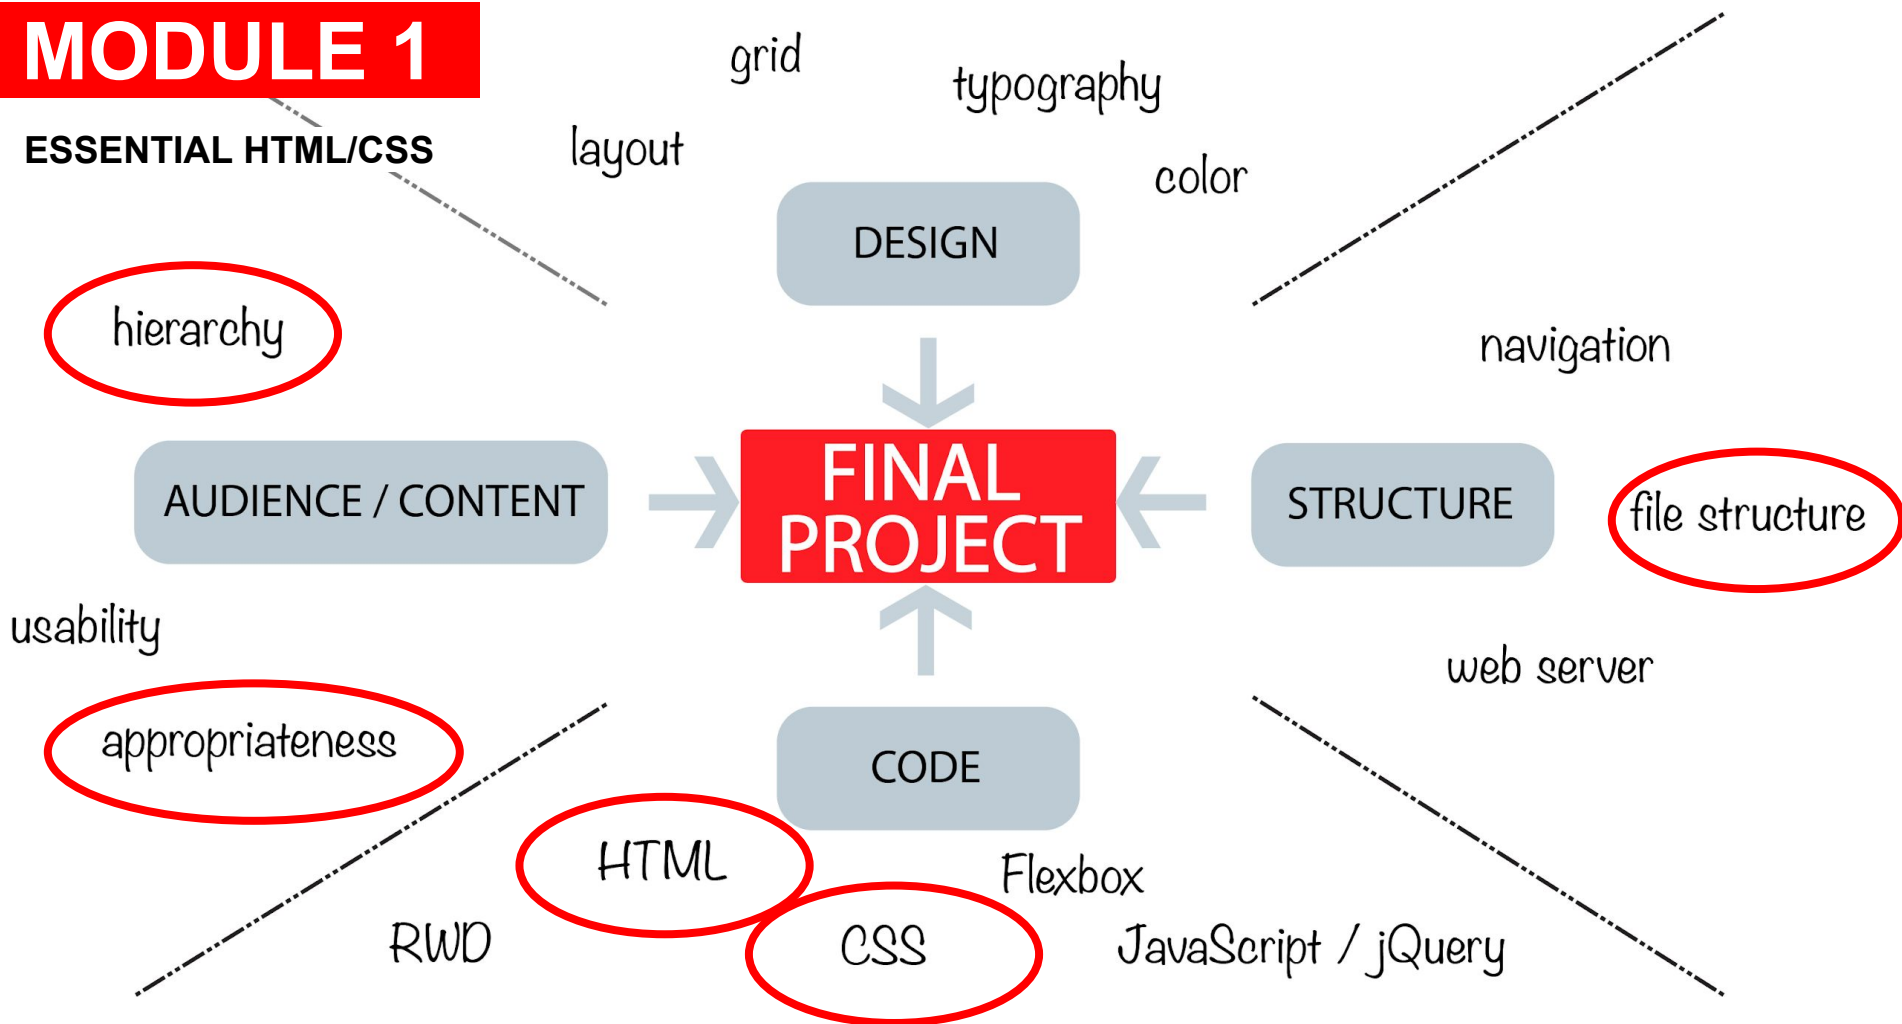 MODULE 1
ESSENTIAL HTML/CSS
grid
typography
layout
color
DESIGN
hierarchy
navigation
AUDIENCE / CONTENT
FINAL
PROJECT
STRUCTURE
file structure
usability
web server
appropriateness
CODE
HTML
Flexbox
RWD
CSS
JavaScript / jQuery